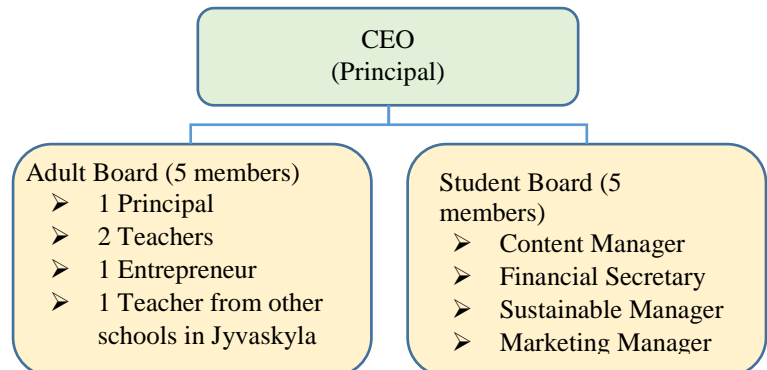 CEO
(Principal)
Adult Board (5 members)
➢ 1 Principal
➢ 2 Teachers
➢ 1 Entrepreneur
➢ 1 Teacher from other
schools in Jyvaskyla
Student Board (5
members)
➢ Content Manager
➢ Financial Secretary
➢ Sustainable Manager
➢ Marketing Manager